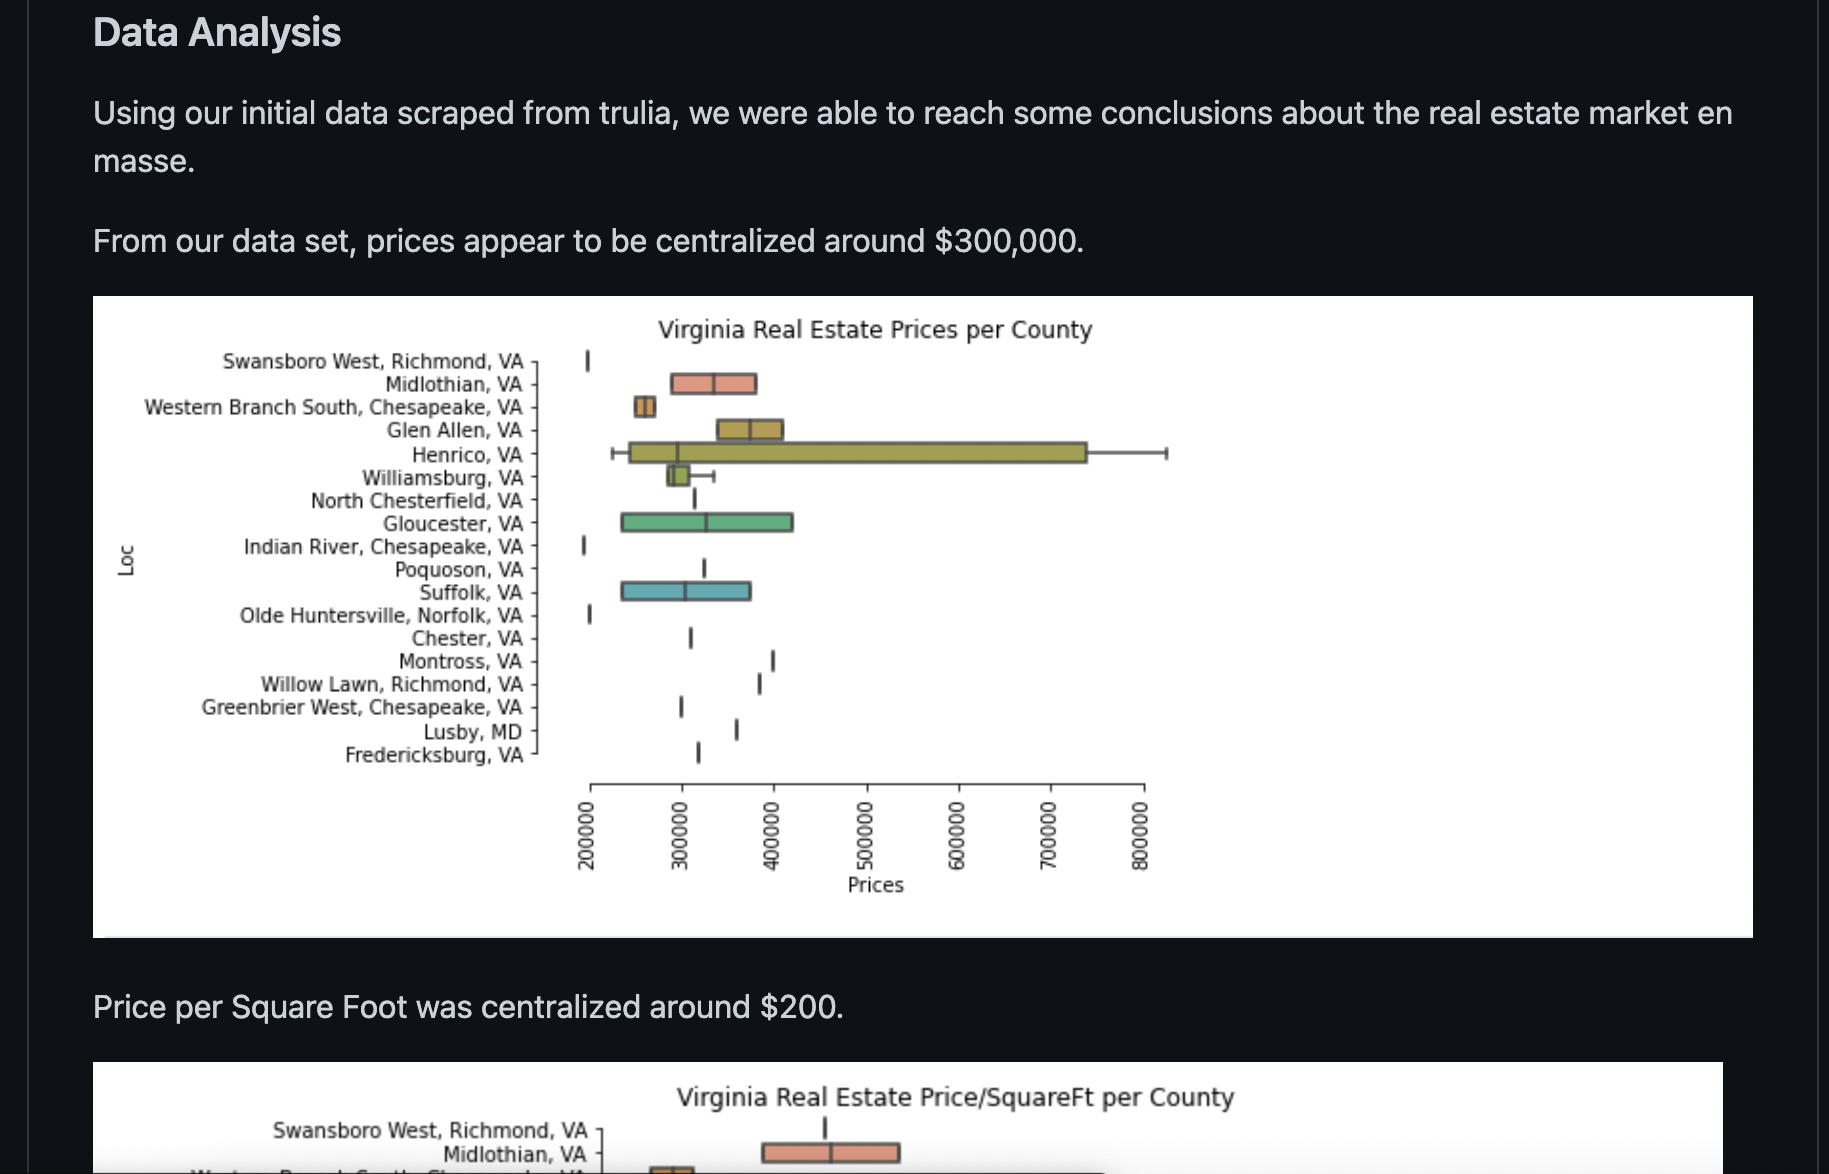 Data Analysis
Using our initial data scraped from trulia, we were able to reach some conclusions about the real estate market en
masse.
From our data set, prices appear to be centralized around $300,000.
Virginia Real Estate Prices per County
Swansboro West, Richmond, VA
Midlothian, VA
Western Branch South, Chesapeake, VA
Glen Allen, VA
Henrico, VA
Williamsburg, VA
North Chesterfield, VA
Gloucester, VA
Indian River, Chesapeake, VA
Poquoson, VA
Suffolk, VA
Olde Huntersville, Norfolk, VA
Chester, VA
Montross, VA
Willow Lawn, Richmond, VA
Greenbrier West, Chesapeake, VA
Lusby, MD
Fredericksburg, VA
Loc
200000
300000
400000
500000
600000
700000
800000
Prices
Price per Square Foot was centralized around $200.
Virginia Real Estate Price/SquareFt per County
Swansboro West, Richmond, VA
Midlothian, VA